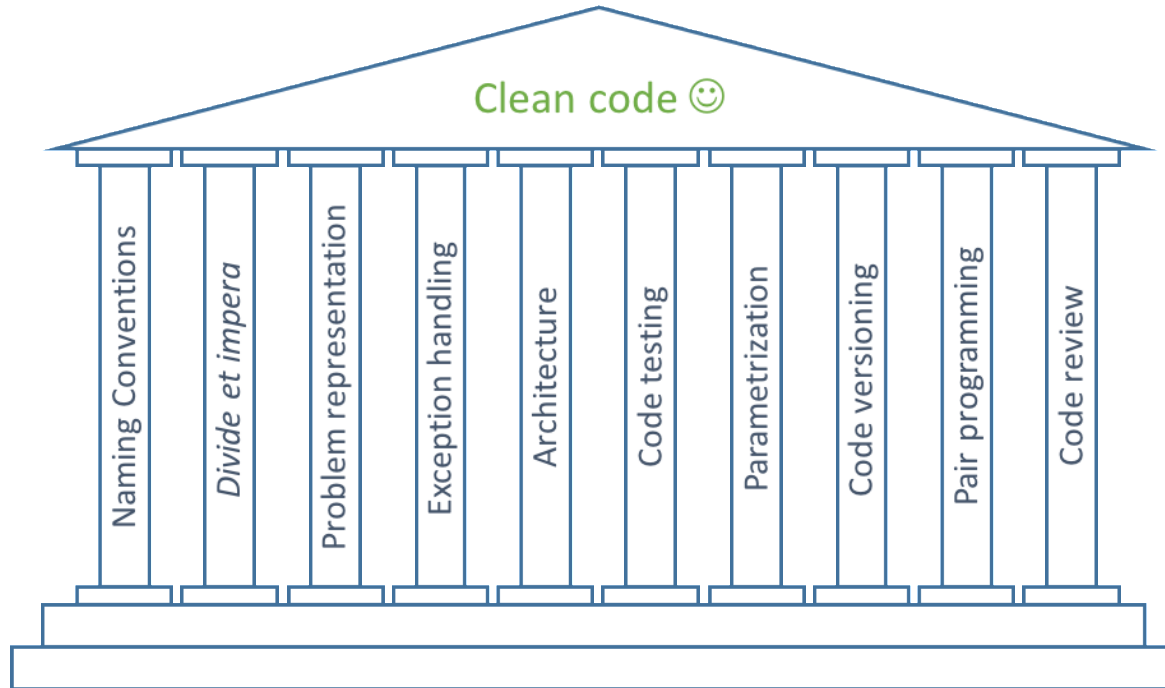 Clean code ☺
Naming Conventions
Divide et impera
Problem representation
Exception handling
Architecture
Code testing
Parametrization
Code versioning
Pair programming
Code review